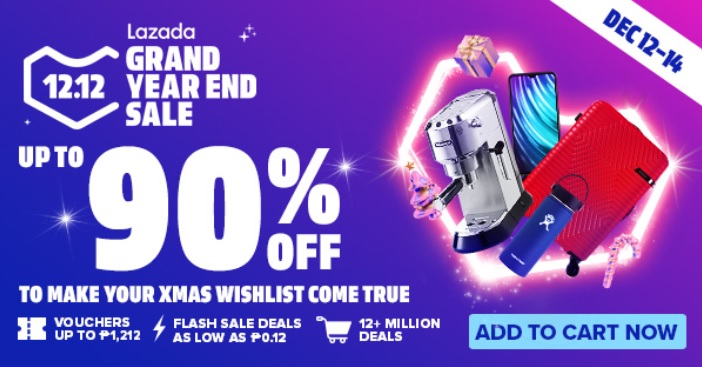 Lazada
12.12
GRAND
YEAR END
SALE
DEC 12-14
UP TO
90%
OFF
TO MAKE YOUR XMAS WISHLIST COME TRUE
VOUCHERS
UP TO ₱1,212
FLASH SALE DEALS
AS LOW AS ₱0.12
12+ MILLION
DEALS
ADD TO CART NOW